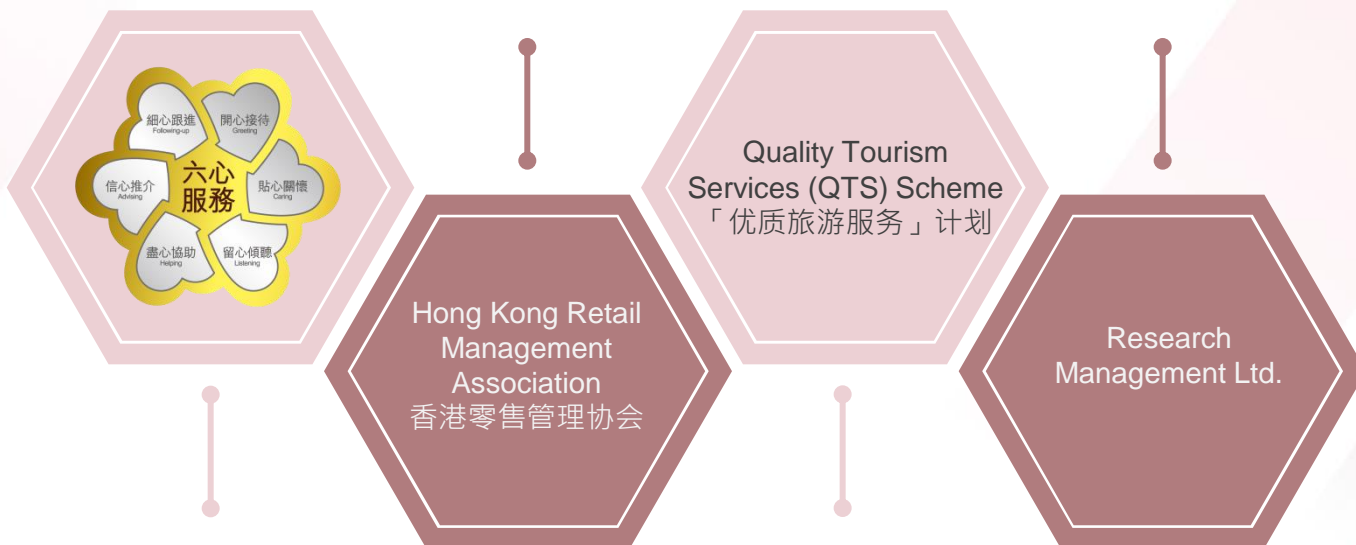 細心跟進
Following-up
開心接待
Greeting
信心推介
Advising
六心
服務
貼心關懷
Caring
盡心協助
Helping
留心傾聽
Listening
Hong Kong Retail
Management
Association
香港零售管理协会
Quality Tourism
Services (QTS) Scheme
「优质旅游服务」计划
Research
Management Ltd.